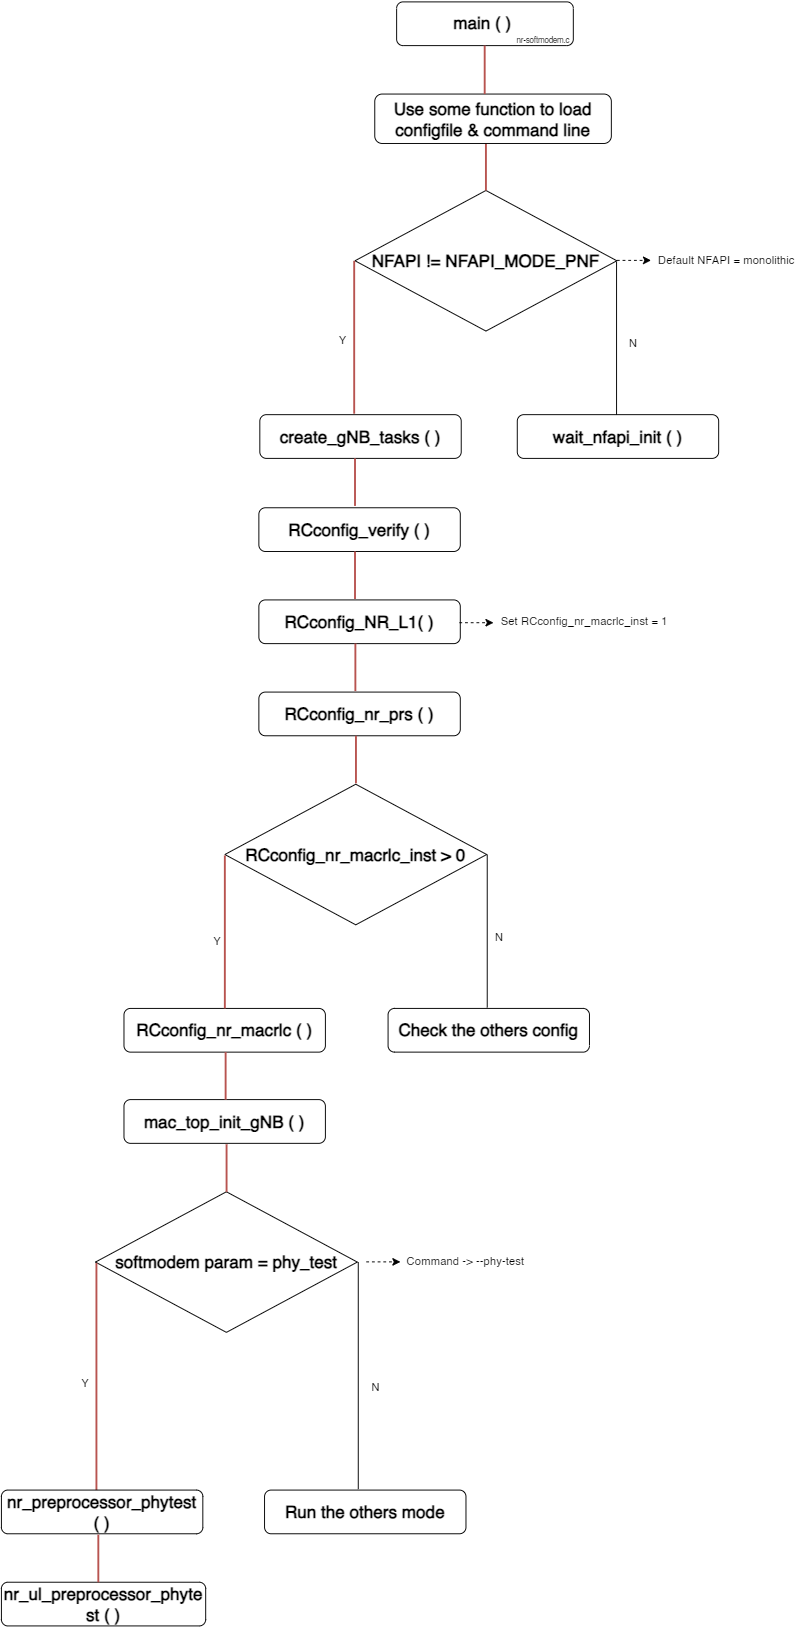 main ( )
nr-softmodem.c
Use some function to load
configfile & command line
NFAPI != NFAPI_MODE_PNF
Default NFAPI = monolithic
Y
N
create_gNB_tasks ( )
wait_nfapi_init ( )
RCconfig_verify ( )
RCconfig_NR_L1( )
Set RCconfig_nr_macrlc_inst = 1
RCconfig_nr_prs ( )
RCconfig_nr_macrlc_inst > 0
Y
N
RCconfig_nr_macrlc ( )
Check the others config
mac_top_init_gNB ( )
softmodem param = phy_test
Command -> --phy-test
Y
N
nr_preprocessor_phytest
( )
Run the others mode
nr_ul_preprocessor_phyte
st ( )